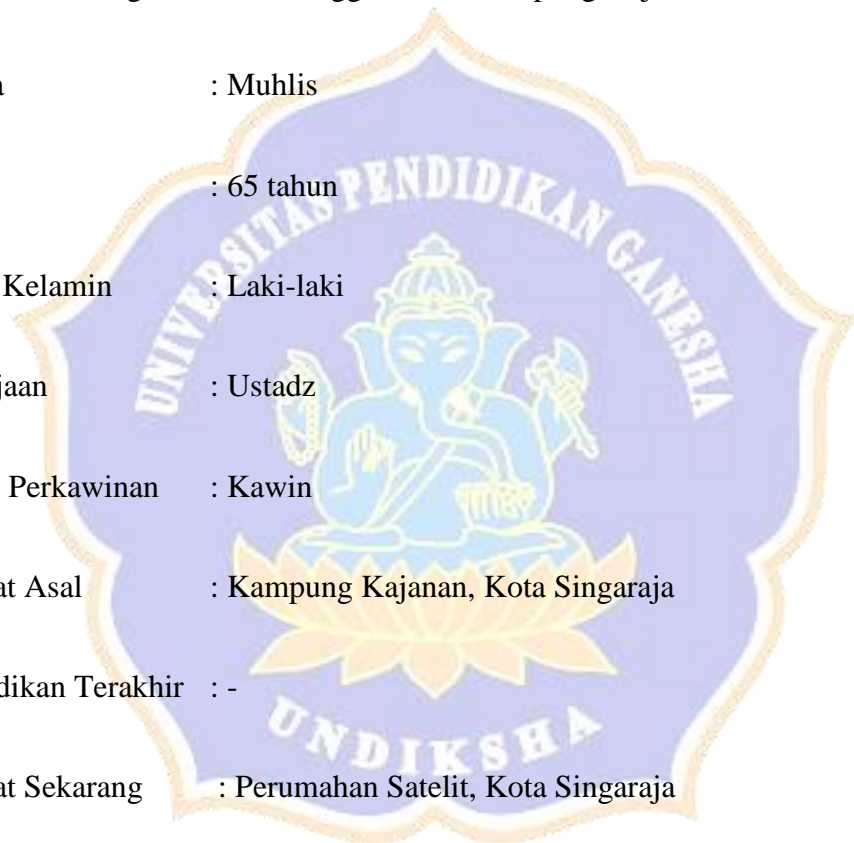 : Muhlis
: 65 tahun
UNIVERSITAS PENDIDIKAN GANESHA
Kelamin : Laki-laki
jaan : Ustadz
Perkawinan : Kawin
at Asal : Kampung Kajanan, Kota Singaraja
dikan Terakhir : -
UNDIKSHA
at Sekarang : Perumahan Satelit, Kota Singaraja